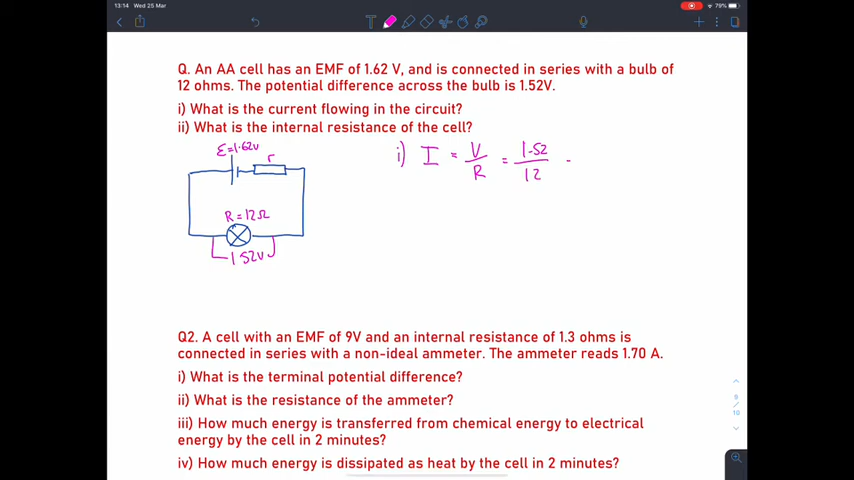 13:14 Wed 25 Mar
79%
Q. An AA cell has an EMF of 1.62 V, and is connected in series with a bulb of
12 ohms. The potential difference across the bulb is 1.52V.
i) What is the current flowing in the circuit?
ii) What is the internal resistance of the cell?
ε=1.62V
r
R=12Ω
1.52V
i) I = V/R = 1.52/12 =
Q2. A cell with an EMF of 9V and an internal resistance of 1.3 ohms is
connected in series with a non-ideal ammeter. The ammeter reads 1.70 A.
i) What is the terminal potential difference?
ii) What is the resistance of the ammeter?
iii) How much energy is transferred from chemical energy to electrical
energy by the cell in 2 minutes?
iv) How much energy is dissipated as heat by the cell in 2 minutes?
T
10